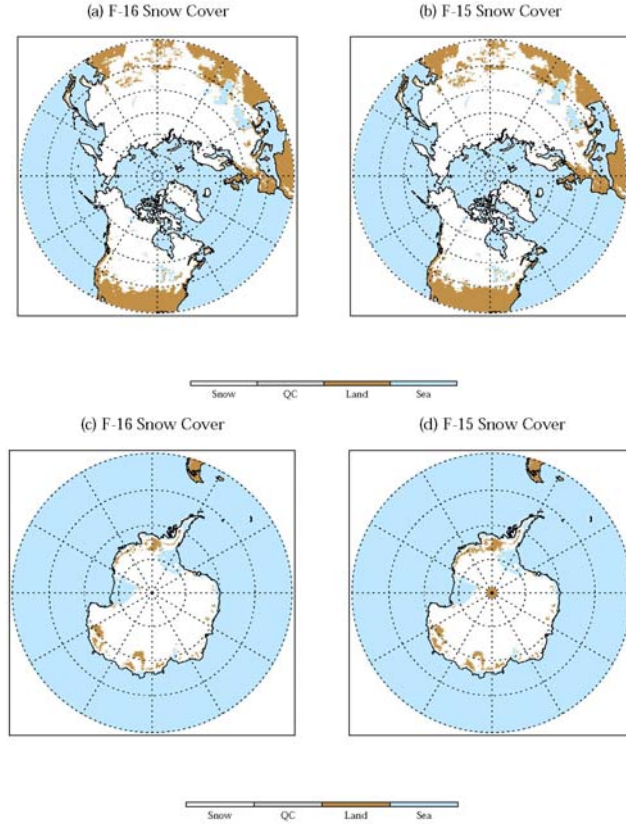 (a) F-16 Snow Cover
(b) F-15 Snow Cover
Snow QC Land Sea
(c) F-16 Snow Cover
(d) F-15 Snow Cover
Snow QC Land Sea